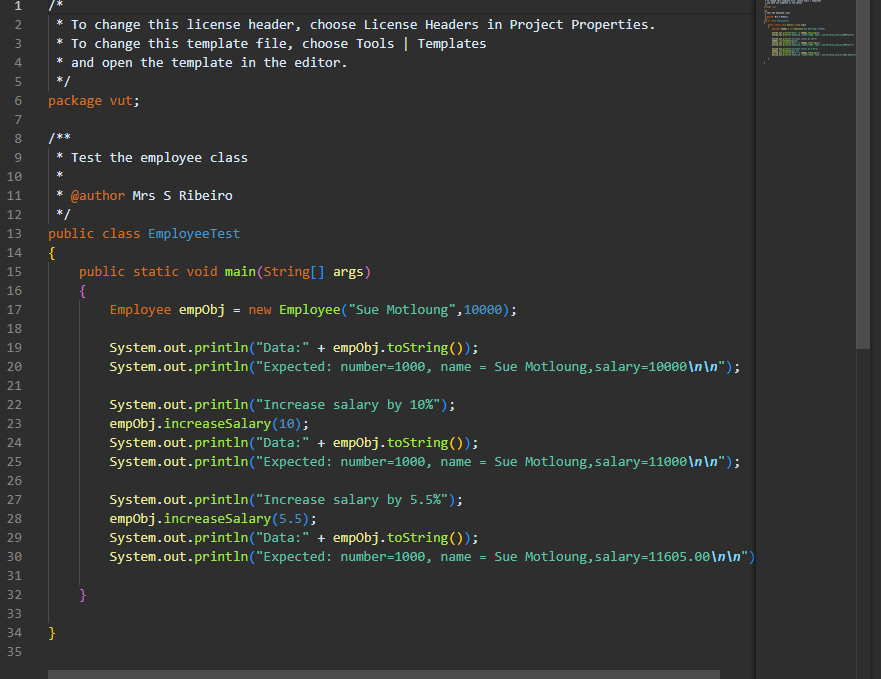 1 /*
2 * To change this license header, choose License Headers in Project Properties.
3 * To change this template file, choose Tools | Templates
4 * and open the template in the editor.
5 */
6 package vut;
7
8 /**
9 * Test the employee class
10 *
11 * @author Mrs S Ribeiro
12 */
13 public class EmployeeTest
14 {
15 public static void main(String[] args)
16 {
17 Employee empObj = new Employee("Sue Motloung",10000);
18
19 System.out.println("Data:" + empObj.toString());
20 System.out.println("Expected: number=1000, name = Sue Motloung,salary=10000\n\n");
21
22 System.out.println("Increase salary by 10%");
23 empObj.increaseSalary(10);
24 System.out.println("Data:" + empObj.toString());
25 System.out.println("Expected: number=1000, name = Sue Motloung,salary=11000\n\n");
26
27 System.out.println("Increase salary by 5.5%");
28 empObj.increaseSalary(5.5);
29 System.out.println("Data:" + empObj.toString());
30 System.out.println("Expected: number=1000, name = Sue Motloung,salary=11605.00\n\n")
31
32 }
33
34 }
35